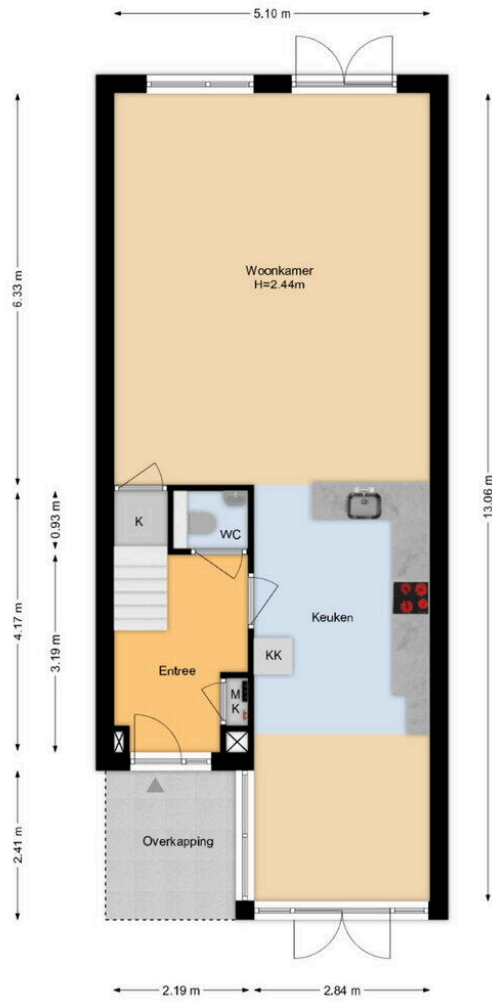 5.10 m
6.33 m
Woonkamer
H=2.44m
13.06 m
0.93 m
K
WC
4.17 m
3.19 m
Keuken
KK
Entree
M
K
2.41 m
Overkapping
2.19 m
2.84 m